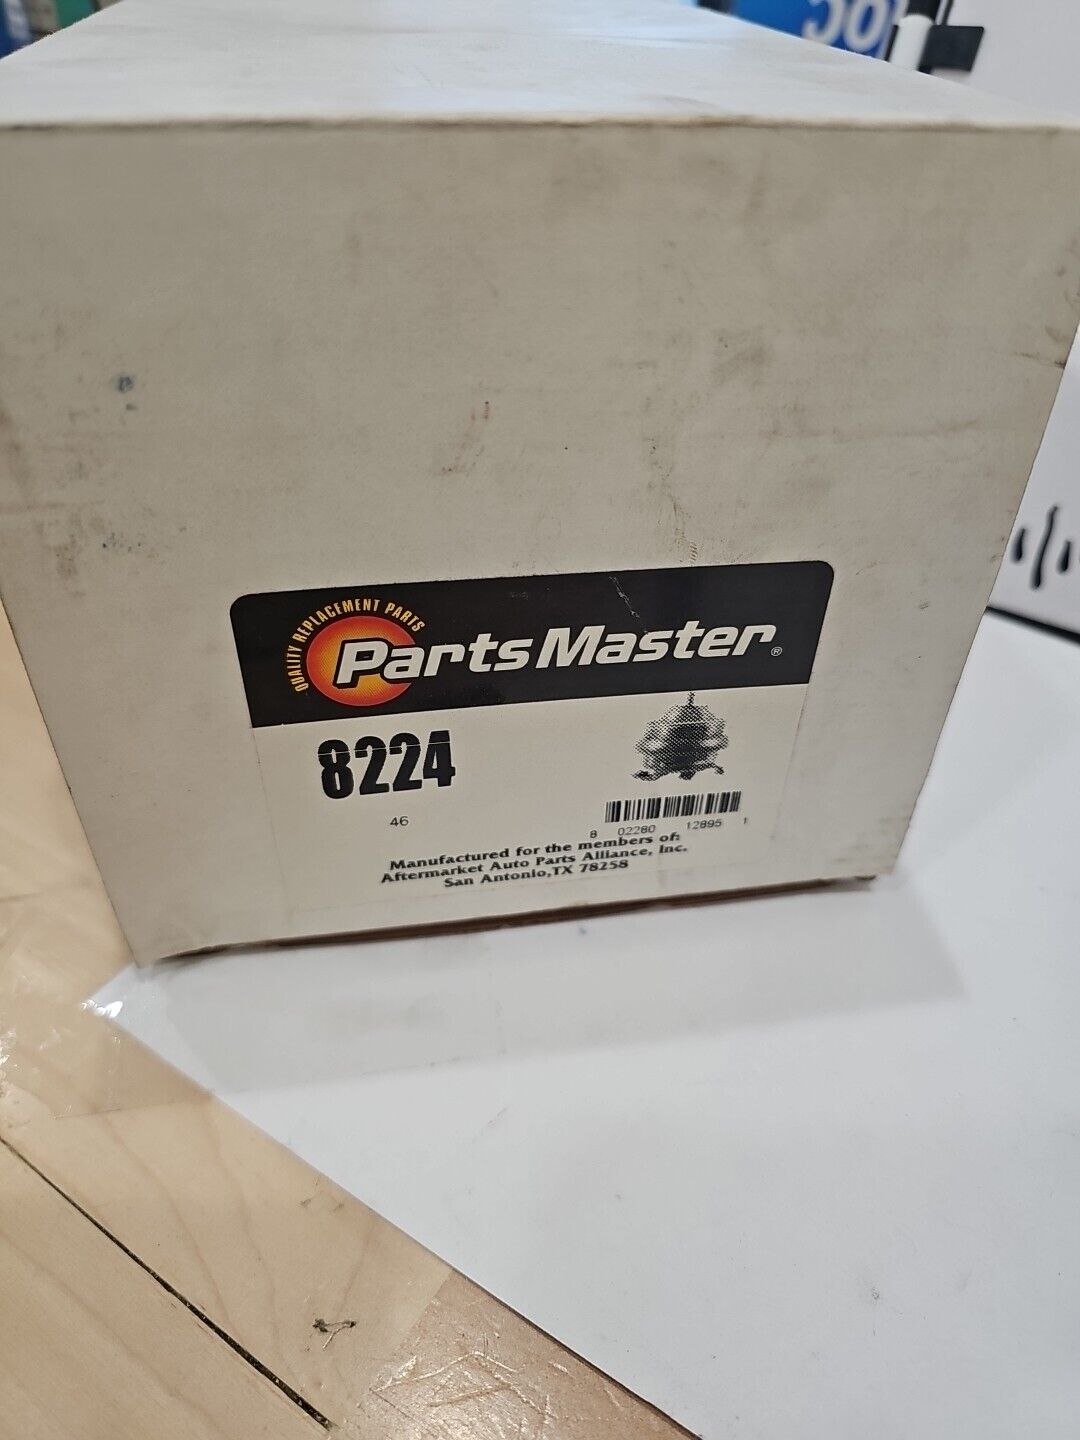 QUALITY REPLACEMENT PARTS
PartsMaster®
8224
46
8 02280 12895 1
Manufactured for the members of:
Aftermarket Auto Parts Alliance, Inc.
San Antonio,TX 78258